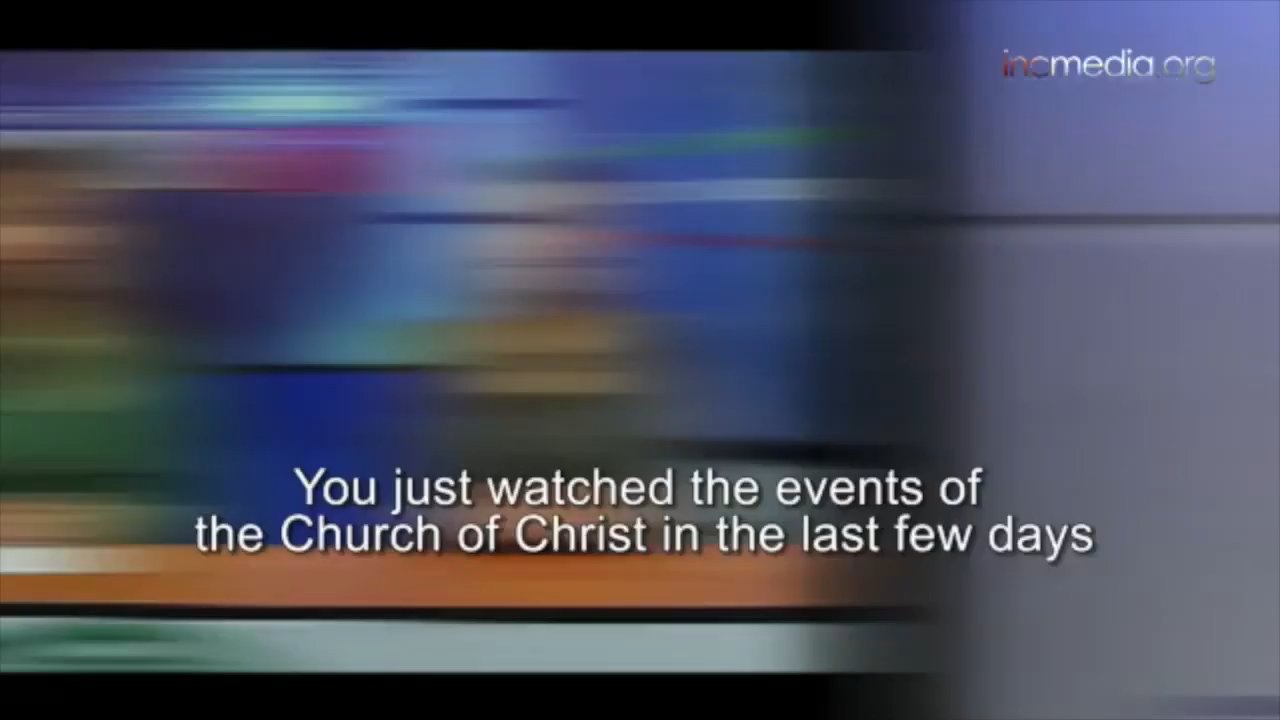 incmedia.org
You just watched the events of
the Church of Christ in the last few days